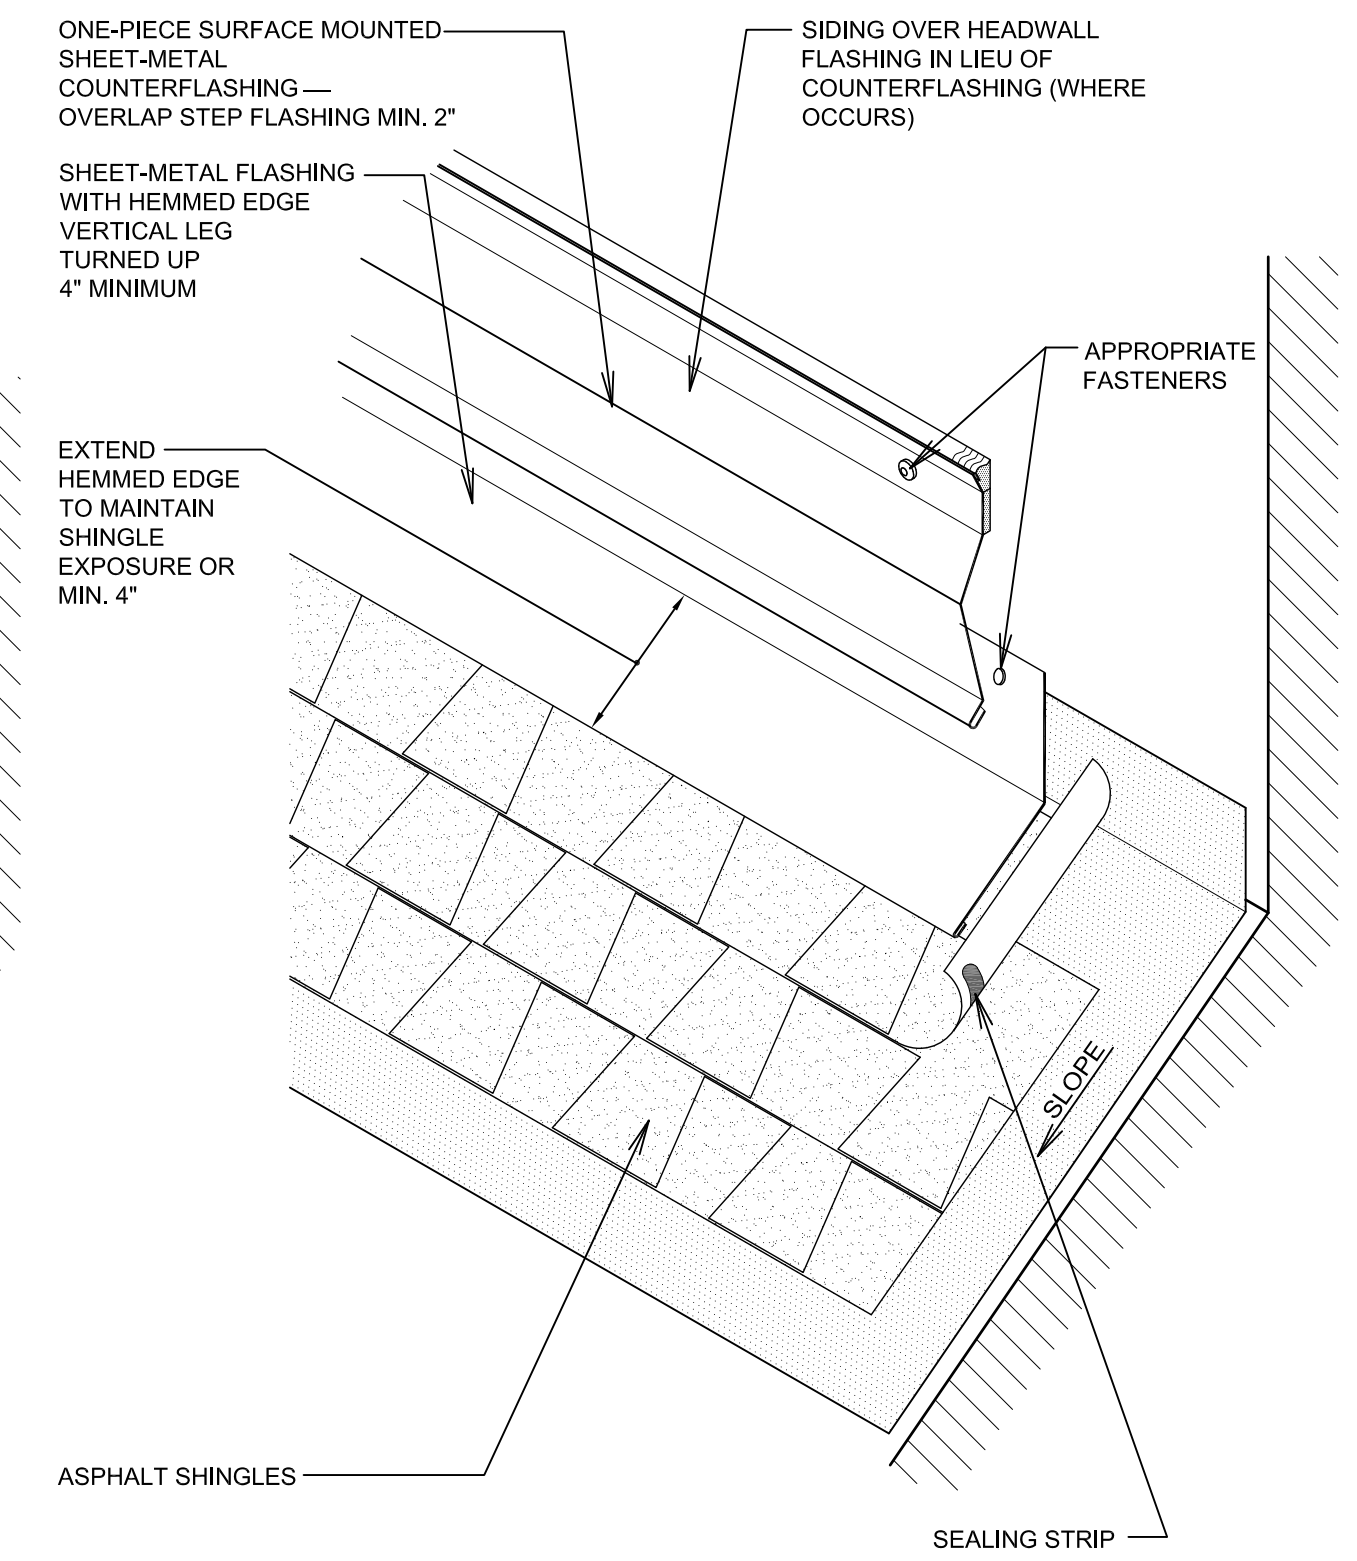 ONE-PIECE SURFACE MOUNTED
SHEET-METAL
COUNTERFLASHING —
OVERLAP STEP FLASHING MIN. 2"
SIDING OVER HEADWALL
FLASHING IN LIEU OF
COUNTERFLASHING (WHERE
OCCURS)
SHEET-METAL FLASHING
WITH HEMMED EDGE
VERTICAL LEG
TURNED UP
4" MINIMUM
APPROPRIATE
FASTENERS
EXTEND
HEMMED EDGE
TO MAINTAIN
SHINGLE
EXPOSURE OR
MIN. 4"
SLOPE
ASPHALT SHINGLES
SEALING STRIP